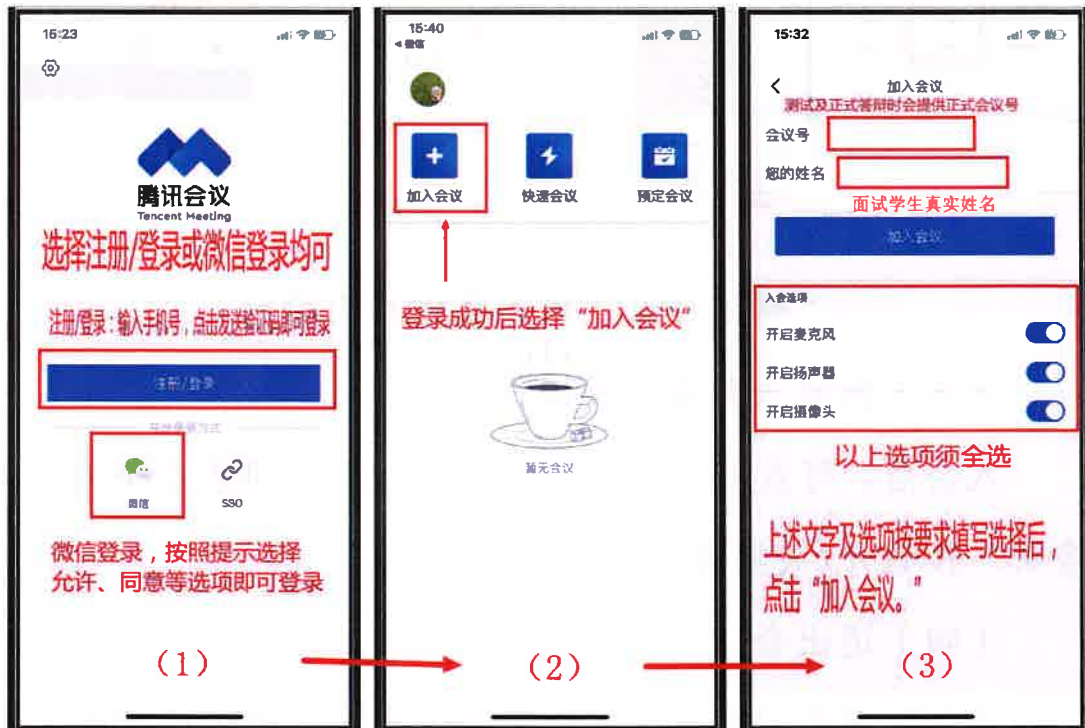 15:23
腾讯会议
Tencent Meeting
选择注册/登录或微信登录均可
注册/登录：输入手机号，点击发送验证码即可登录
注册/登录
其他登录方式
微信
SSO
微信登录，按照提示选择
允许、同意等选项即可登录
（1）
15:40
微信
加入会议
快速会议
预定会议
登录成功后选择“加入会议”
暂无会议
（2）
15:32
加入会议
测试及正式答辩时会提供正式会议号
会议号
您的姓名
面试学生真实姓名
加入会议
入会选项
开启麦克风
开启扬声器
开启摄像头
以上选项须全选
上述文字及选项按要求填写选择后，
点击“加入会议。”
（3）